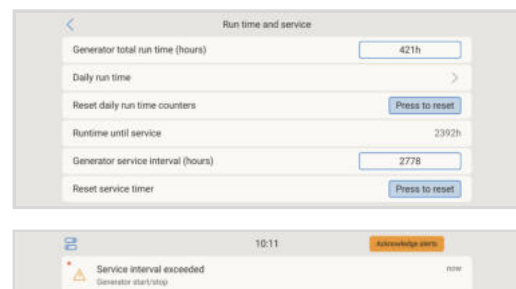 Run time and service
Generator total run time (hours) 421h
Daily run time
Reset daily run time counters Press to reset
Runtime until service 2392h
Generator service interval (hours) 2778
Reset service timer Press to reset
10:11 Acknowledge alerts
Service interval exceeded now
Generator start/stop